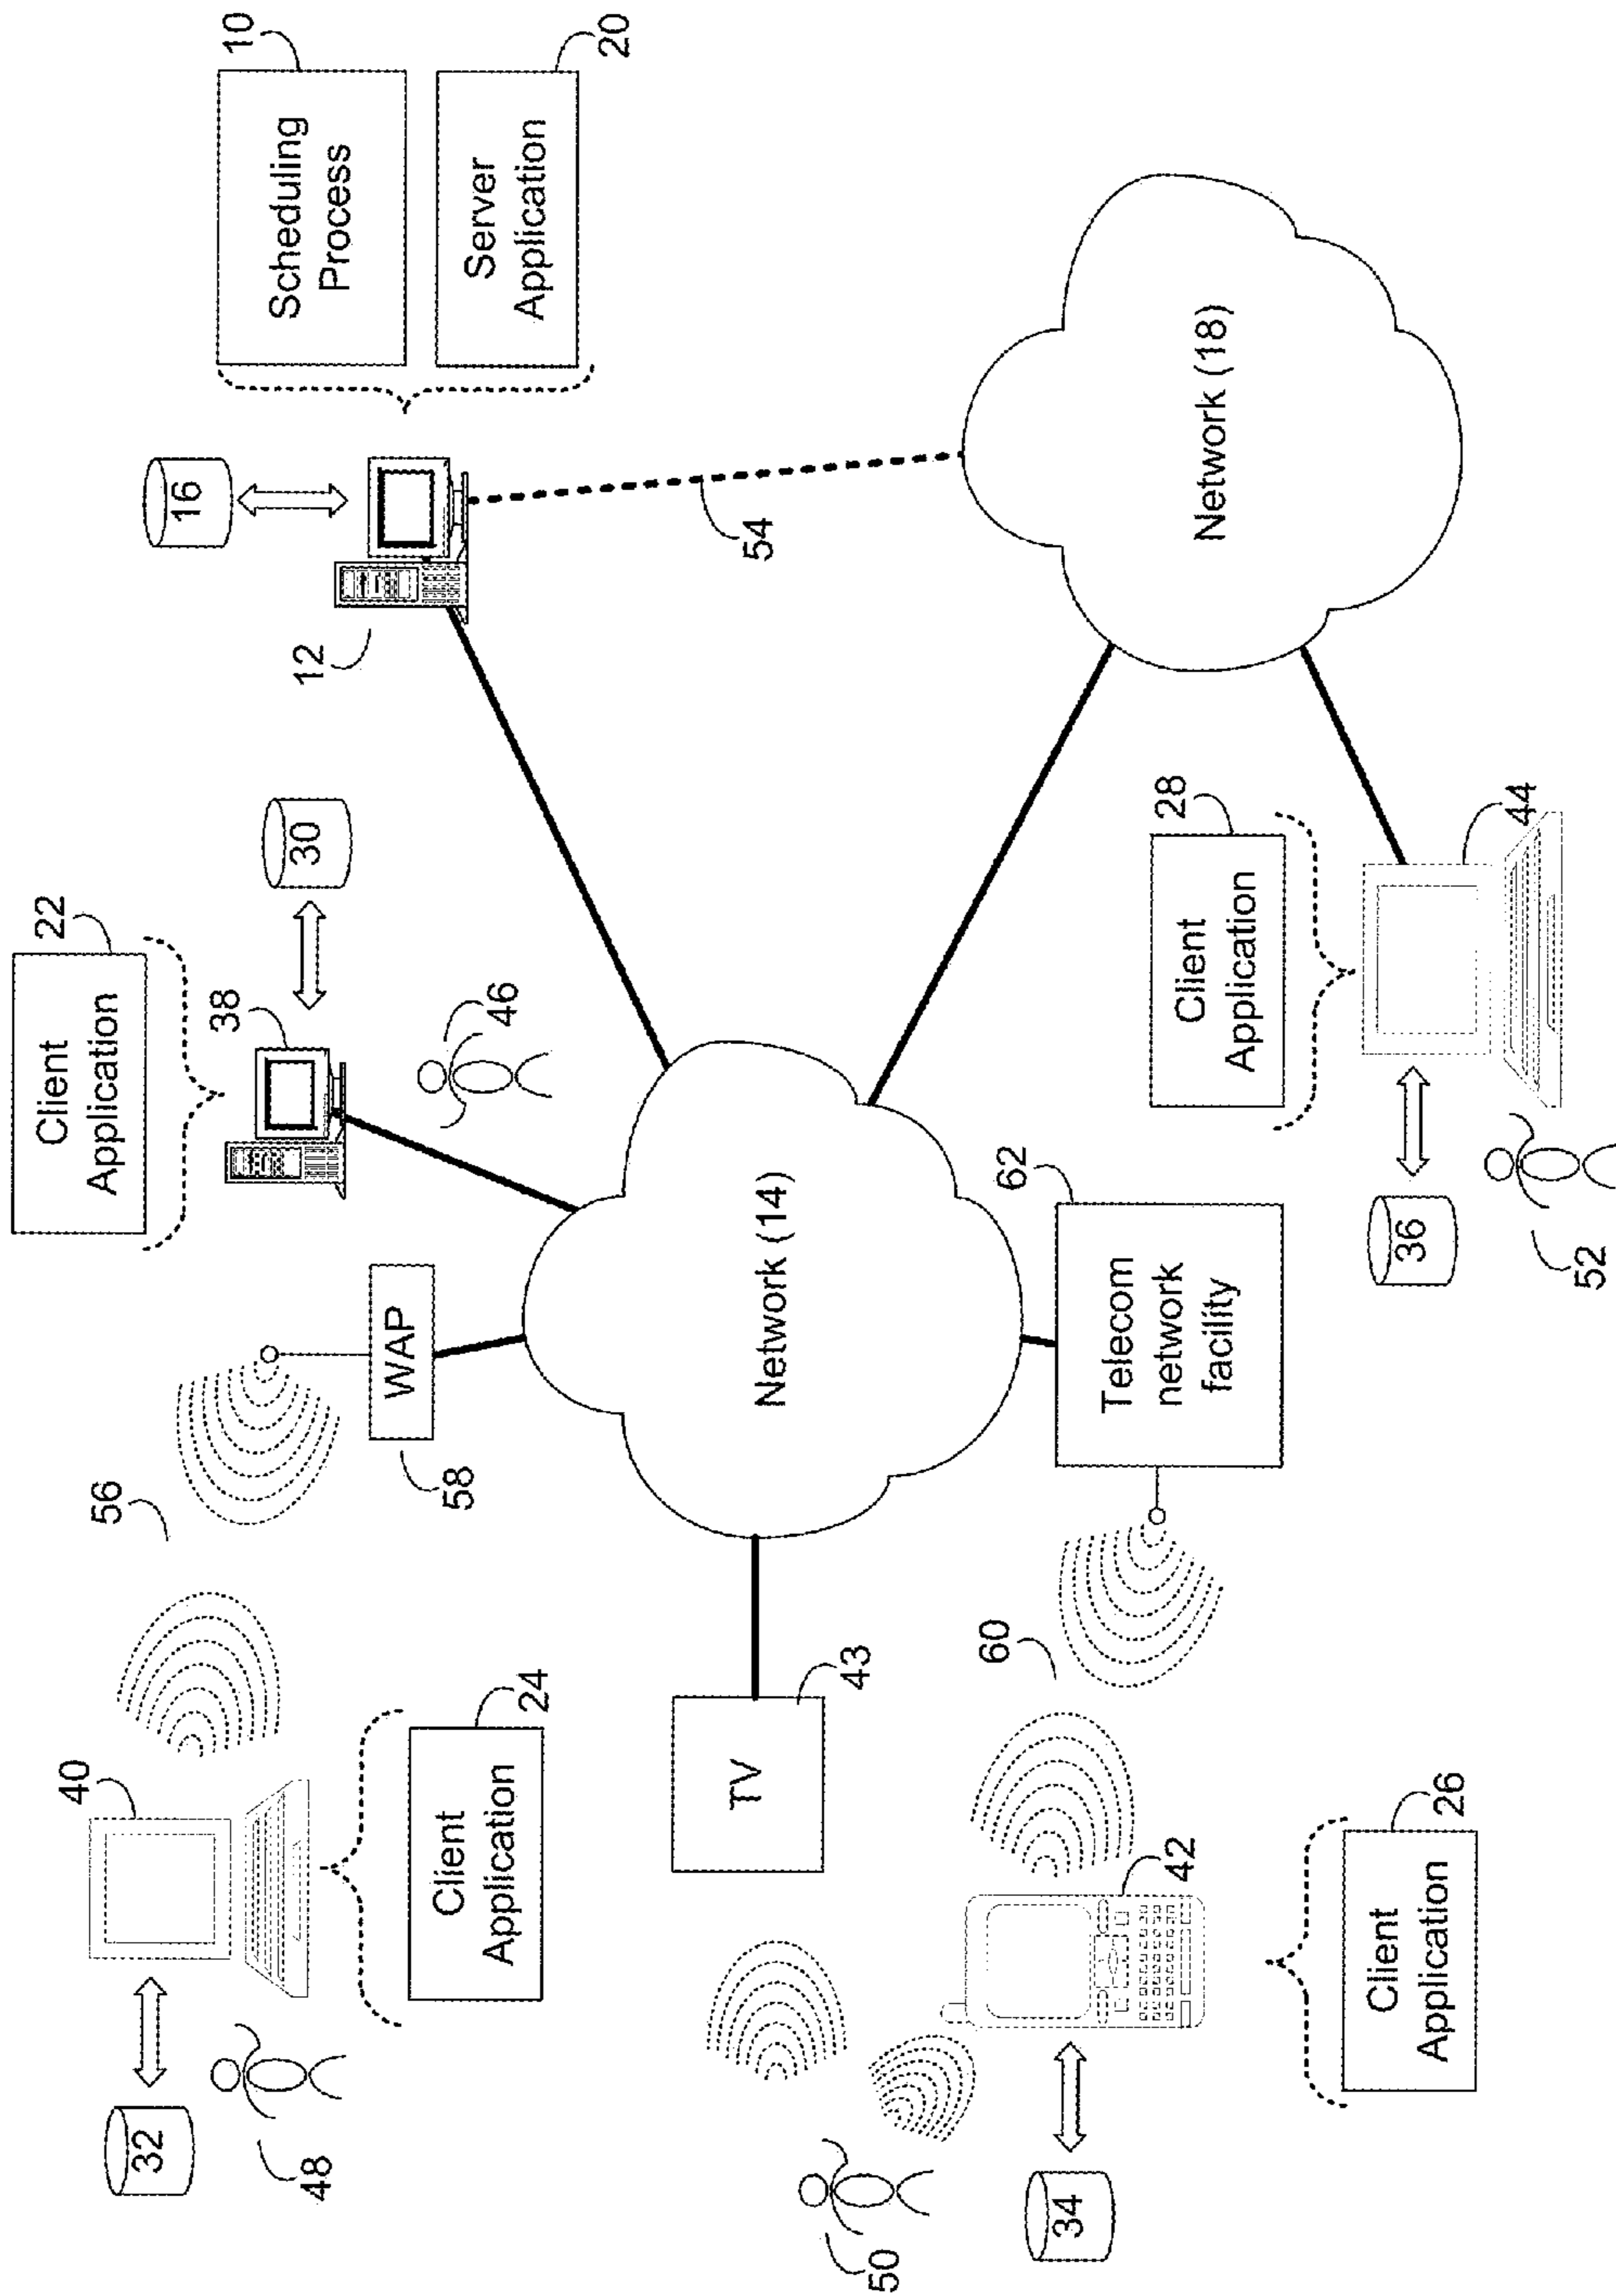 32
40
48
Client
Application
24
56
WAP
58
Client
Application
22
38
30
46
16
12
Scheduling
Process
10
Server
Application
20
TV
43
Network (14)
54
50
34
42
60
Client
Application
26
Telecom
network
facility
62
Network (18)
Client
Application
28
36
44
52